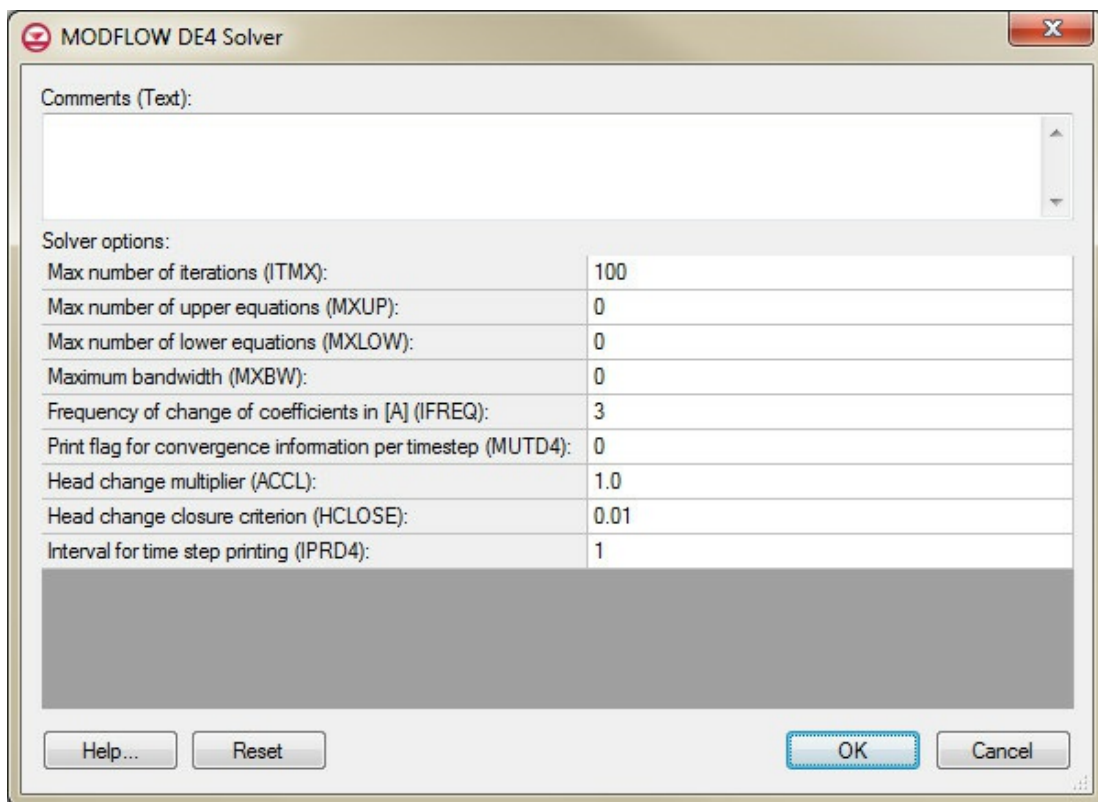 MODFLOW DE4 Solver
Comments (Text):
Solver options:
Max number of iterations (ITMX): 100
Max number of upper equations (MXUP): 0
Max number of lower equations (MXLOW): 0
Maximum bandwidth (MXBW): 0
Frequency of change of coefficients in [A] (IFREQ): 3
Print flag for convergence information per timestep (MUTD4): 0
Head change multiplier (ACCL): 1.0
Head change closure criterion (HCLOSE): 0.01
Interval for time step printing (IPRD4): 1
Help... Reset OK Cancel